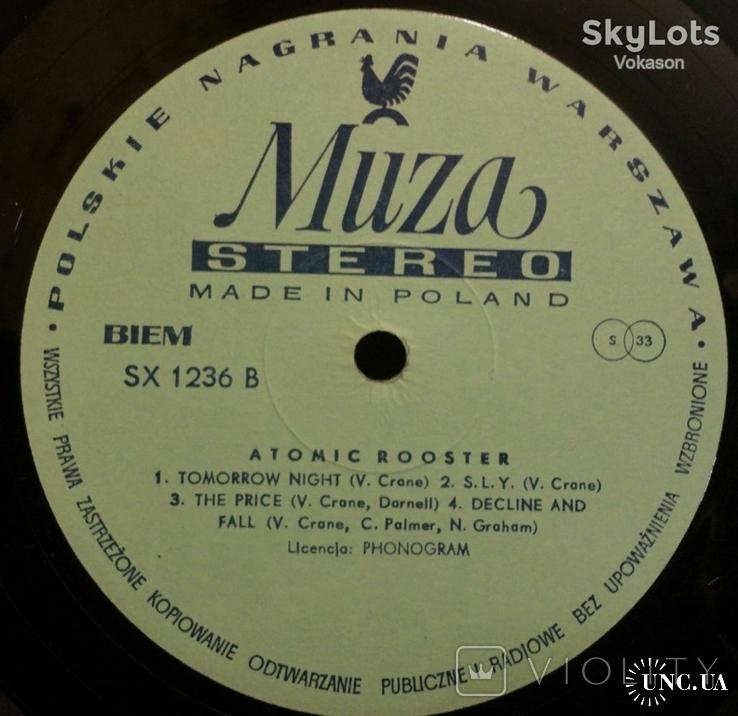 SkyLots
Vokason
• POLSKIE NAGRANIA WARSZAWA •
Muza
STEREO
MADE IN POLAND
BIEM
S 33
SX 1236 B
ATOMIC ROOSTER
1. TOMORROW NIGHT (V. Crane) 2. S.L.Y. (V. Crane)
3. THE PRICE (V. Crane, Darnell) 4. DECLINE AND
FALL (V. Crane, C. Palmer, N. Graham)
Licencja: PHONOGRAM
WSZYSTKIE PRAWA ZASTRZEŻONE KOPIOWANIE ODTWARZANIE PUBLICZNE I RADIOWE BEZ UPOWAŻNIENIA WZBRONIONE
VIOLITY
UNC.UA